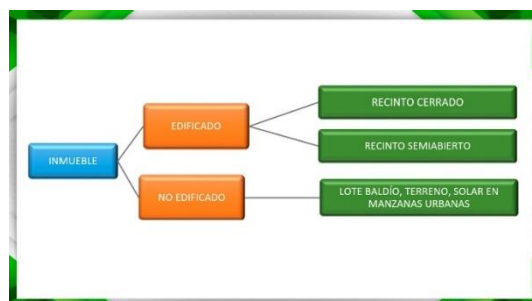 RECINTO CERRADO
EDIFICADO
RECINTO SEMIABIERTO
INMUEBLE
NO EDIFICADO
LOTE BALDÍO, TERRENO, SOLAR EN
MANZANAS URBANAS